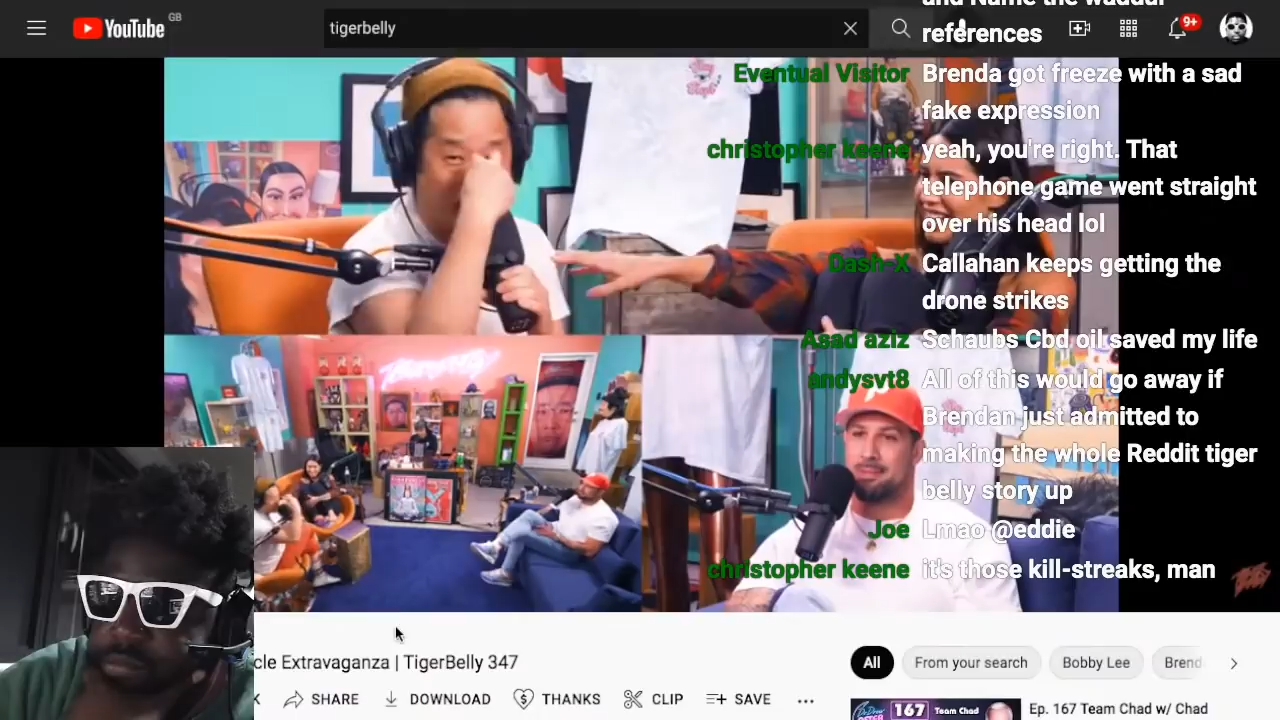 YouTube GB
tigerbelly
9+
references
Eventual Visitor Brenda got freeze with a sad
fake expression
christopher keene yeah, you're right. That
telephone game went straight
over his head lol
Dash-X Callahan keeps getting the
drone strikes
Asad aziz Schaubs Cbd oil saved my life
andysvt8 All of this would go away if
Brendan just admitted to
making the whole Reddit tiger
belly story up
Joe Lmao @eddie
christopher keene it's those kill-streaks, man
cle Extravaganza | TigerBelly 347
SHARE DOWNLOAD THANKS CLIP SAVE
All From your search Bobby Lee Brend
167 Team Chad
Ep. 167 Team Chad w/ Chad